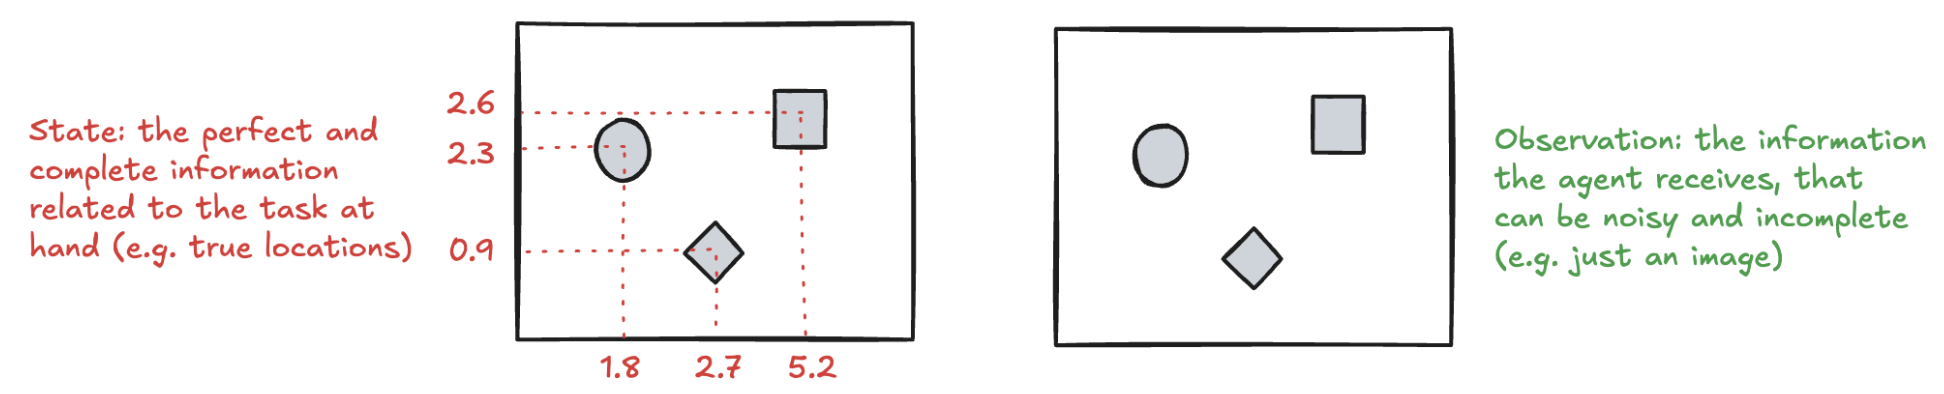 State: the perfect and
complete information
related to the task at
hand (e.g. true locations)
2.6
2.3
0.9
1.8 2.7 5.2
Observation: the information
the agent receives, that
can be noisy and incomplete
(e.g. just an image)